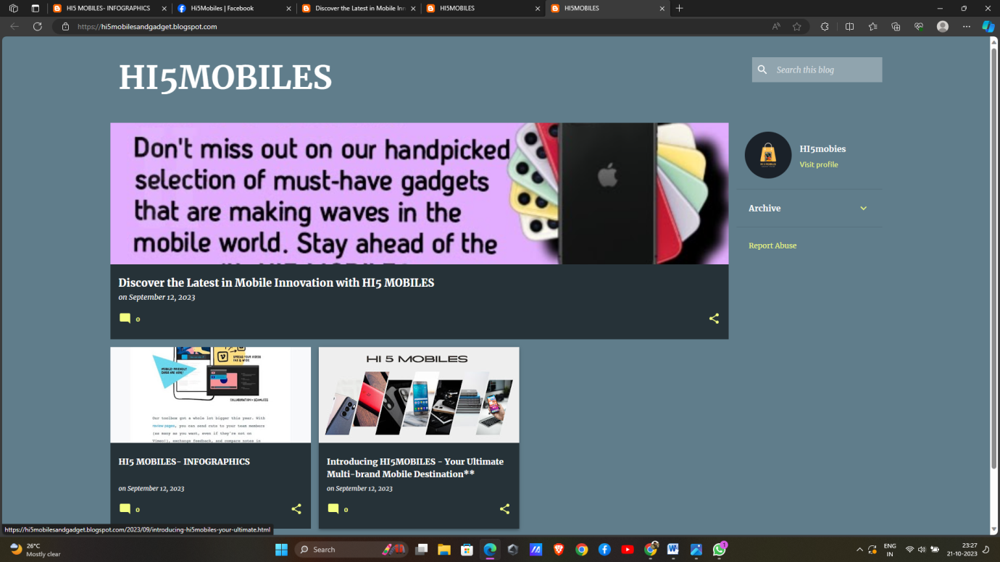 HI5 MOBILES- INFOGRAPHICS
Hi5Mobiles | Facebook
Discover the Latest in Mobile Inn
HI5MOBILES
HI5MOBILES
https://hi5mobilesandgadget.blogspot.com
HI5MOBILES
Search this blog
Don't miss out on our handpicked
selection of must-have gadgets
that are making waves in the
mobile world. Stay ahead of the
HI5mobies
Visit profile
Archive
Report Abuse
Discover the Latest in Mobile Innovation with HI5 MOBILES
on September 12, 2023
0
SPREAD YOUR VIDEOS
FAR & WIDE
MOBILE-FRIENDLY
CARDS ARE HERE!
COLLABORATION= SEAMLESS
Our toolbox got a whole lot bigger this year. With
review pages, you can send cuts to your team members
(as many as you want, even if they're not on
Vimeo!), exchange feedback, and compare notes in
HI 5 MOBILES
HI5 MOBILES- INFOGRAPHICS
on September 12, 2023
0
Introducing HI5MOBILES - Your Ultimate
Multi-brand Mobile Destination**
on September 12, 2023
0
https://hi5mobilesandgadget.blogspot.com/2023/09/introducing-hi5mobiles-your-ultimate.html
26°C
Mostly clear
Search
1
ENG
IN
23:27
21-10-2023